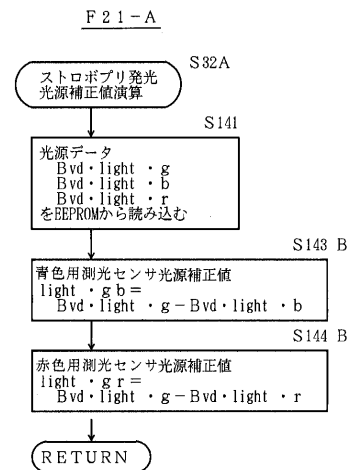 F21-A
S32A
ストロボプリ発光
光源補正値演算
S141
光源データ
Bvd・light・g
Bvd・light・b
Bvd・light・r
をEEPROMから読み込む
S143 B
青色用測光センサ光源補正値
light・gb=
Bvd・light・g-Bvd・light・b
S144 B
赤色用測光センサ光源補正値
light・gr=
Bvd・light・g-Bvd・light・r
RETURN